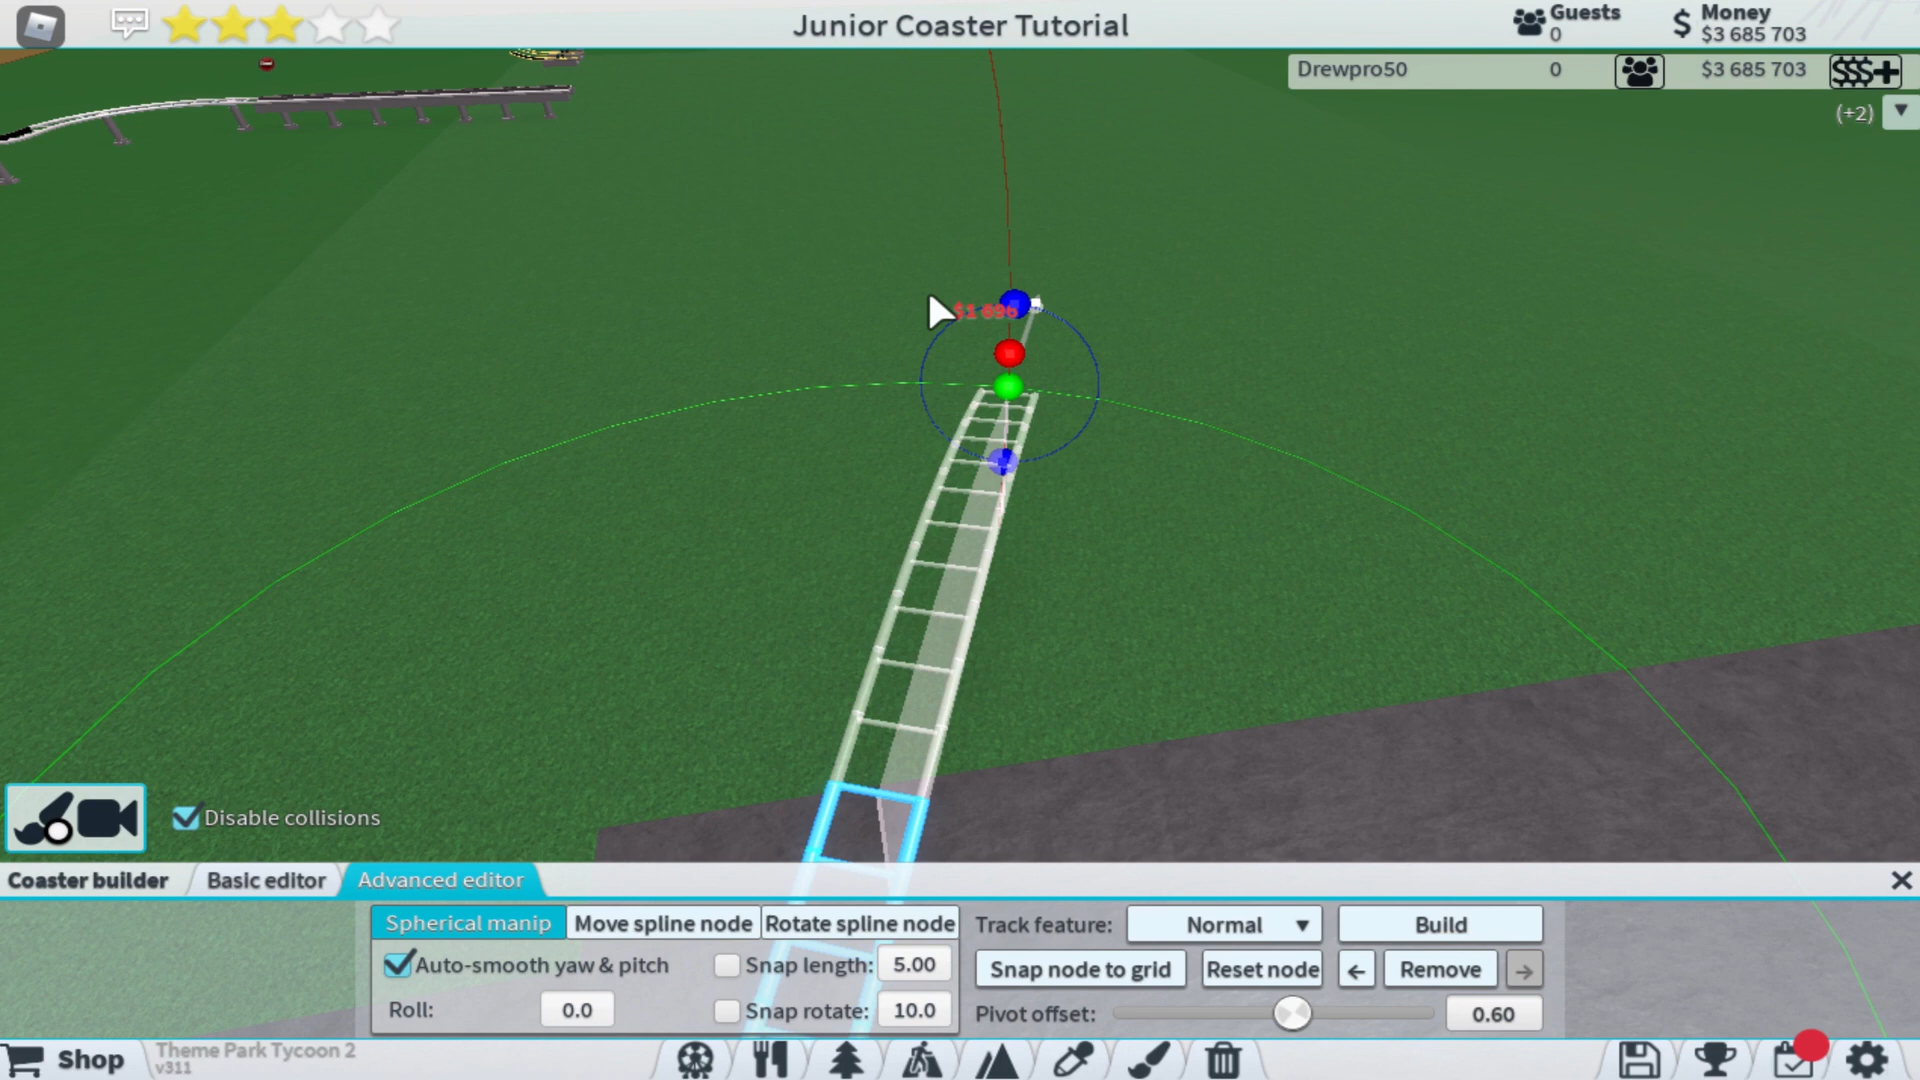 Junior Coaster Tutorial
Guests
0
$ Money
$3 685 703
Drewpro50 0 $3 685 703 $$$+
(+2)
$1 696
Disable collisions
Coaster builder Basic editor Advanced editor
Spherical manip Move spline node Rotate spline node Track feature: Normal Build
Auto-smooth yaw & pitch Snap length: 5.00 Snap node to grid Reset node ← Remove →
Roll: 0.0 Snap rotate: 10.0 Pivot offset: 0.60
Shop
Theme Park Tycoon 2
v311